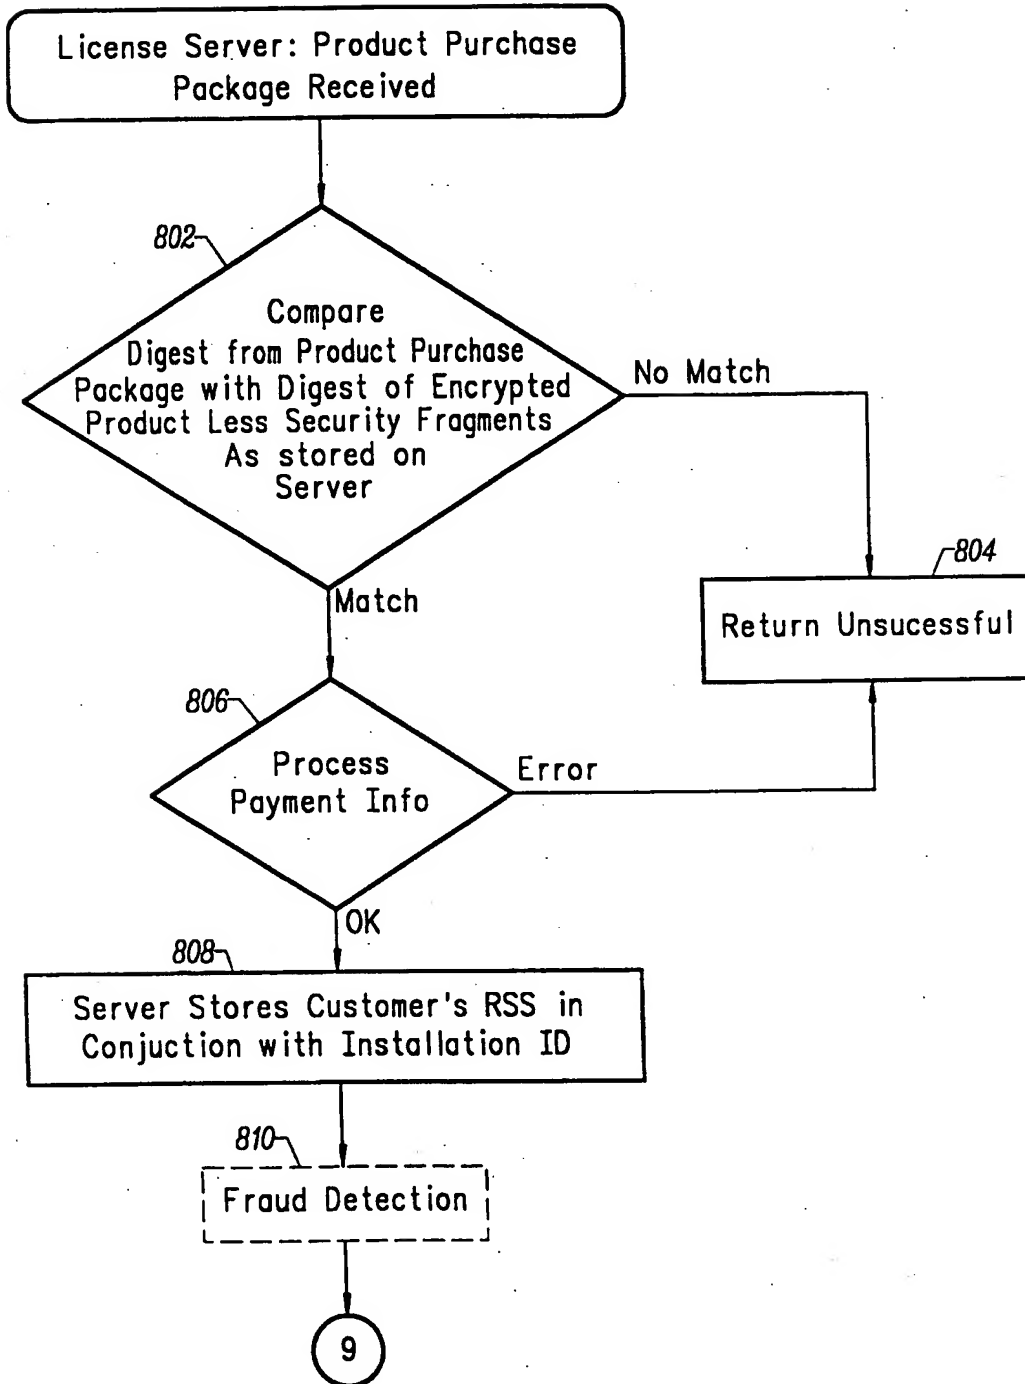 License Server: Product Purchase
Package Received
802
Compare
Digest from Product Purchase
Package with Digest of Encrypted
Product Less Security Fragments
As stored on
Server
No Match
804
Return Unsucessful
Match
806
Process
Payment Info
Error
OK
808
Server Stores Customer's RSS in
Conjuction with Installation ID
810
Fraud Detection
9